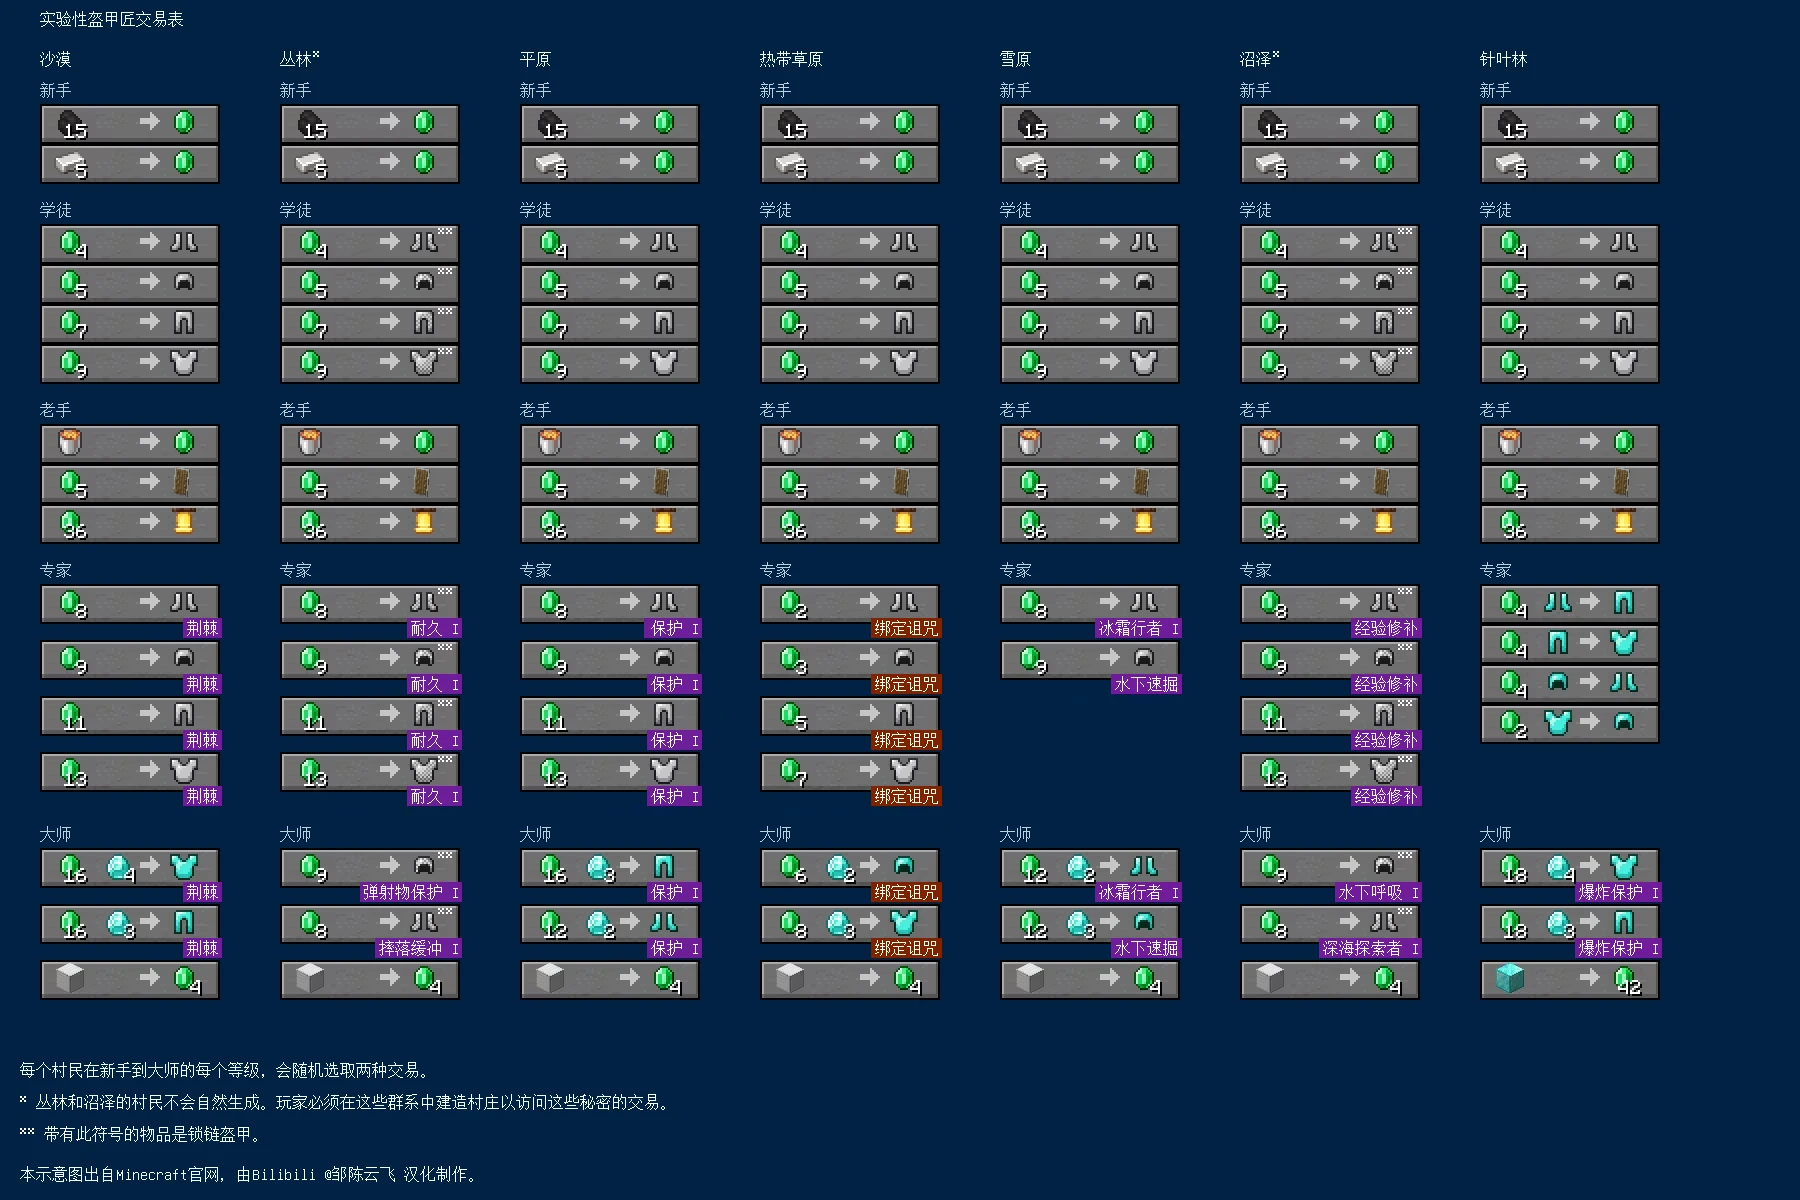 实验性盔甲匠交易表
沙漠 丛林* 平原 热带草原 雪原 沼泽* 针叶林
新手 新手 新手 新手 新手 新手 新手
15 15 15 15 15 15 15
5 5 5 5 5 5 5
学徒 学徒 学徒 学徒 学徒 学徒 学徒
4 4 ** 4 4 4 4 ** 4
5 5 ** 5 5 5 5 ** 5
7 7 ** 7 7 7 7 ** 7
9 9 ** 9 9 9 9 ** 9
老手 老手 老手 老手 老手 老手 老手
5 5 5 5 5 5 5
36 36 36 36 36 36 36
专家 专家 专家 专家 专家 专家 专家
8 8 ** 8 2 8 8 ** 4
荆棘 耐久 I 保护 I 绑定诅咒 冰霜行者 I 经验修补
9 9 ** 9 3 9 9 ** 4
荆棘 耐久 I 保护 I 绑定诅咒 水下速掘 经验修补
11 11 ** 11 5 11 ** 4
荆棘 耐久 I 保护 I 绑定诅咒 经验修补
13 13 ** 13 7 13 ** 2
荆棘 耐久 I 保护 I 绑定诅咒 经验修补
大师 大师 大师 大师 大师 大师 大师
16 4 9 ** 16 3 6 2 12 2 9 ** 18 4
荆棘 弹射物保护 I 保护 I 绑定诅咒 冰霜行者 I 水下呼吸 I 爆炸保护 I
16 3 8 ** 12 2 8 3 12 3 8 ** 18 3
荆棘 摔落缓冲 I 保护 I 绑定诅咒 水下速掘 深海探索者 I 爆炸保护 I
4 4 4 4 4 4 42
每个村民在新手到大师的每个等级，会随机选取两种交易。
* 丛林和沼泽的村民不会自然生成。玩家必须在这些群系中建造村庄以访问这些秘密的交易。
** 带有此符号的物品是锁链盔甲。
本示意图出自Minecraft官网，由Bilibili @邹陈云飞 汉化制作。